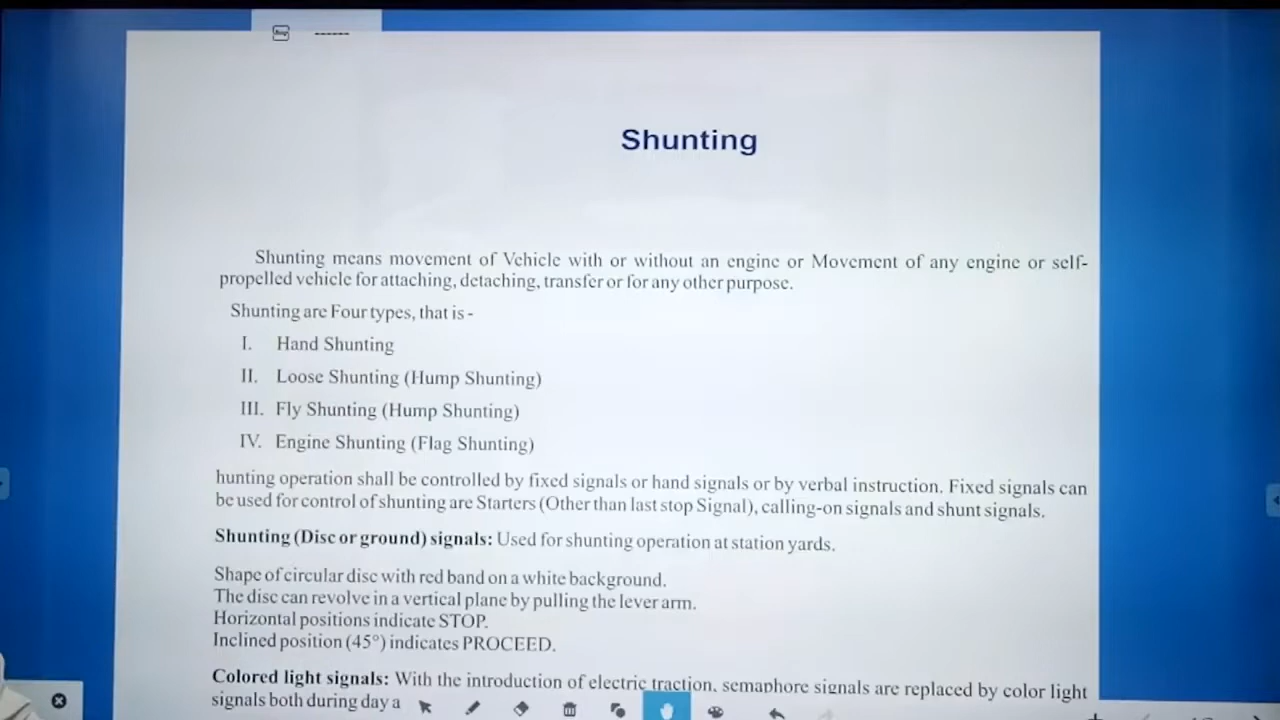 Shunting
Shunting means movement of Vehicle with or without an engine or Movement of any engine or self-
propelled vehicle for attaching, detaching, transfer or for any other purpose.
Shunting are Four types, that is -
I. Hand Shunting
II. Loose Shunting (Hump Shunting)
III. Fly Shunting (Hump Shunting)
IV. Engine Shunting (Flag Shunting)
hunting operation shall be controlled by fixed signals or hand signals or by verbal instruction. Fixed signals can
be used for control of shunting are Starters (Other than last stop Signal), calling-on signals and shunt signals.
Shunting (Disc or ground) signals: Used for shunting operation at station yards.
Shape of circular disc with red band on a white background.
The disc can revolve in a vertical plane by pulling the lever arm.
Horizontal positions indicate STOP.
Inclined position (45°) indicates PROCEED.
Colored light signals: With the introduction of electric traction, semaphore signals are replaced by color light
signals both during day a